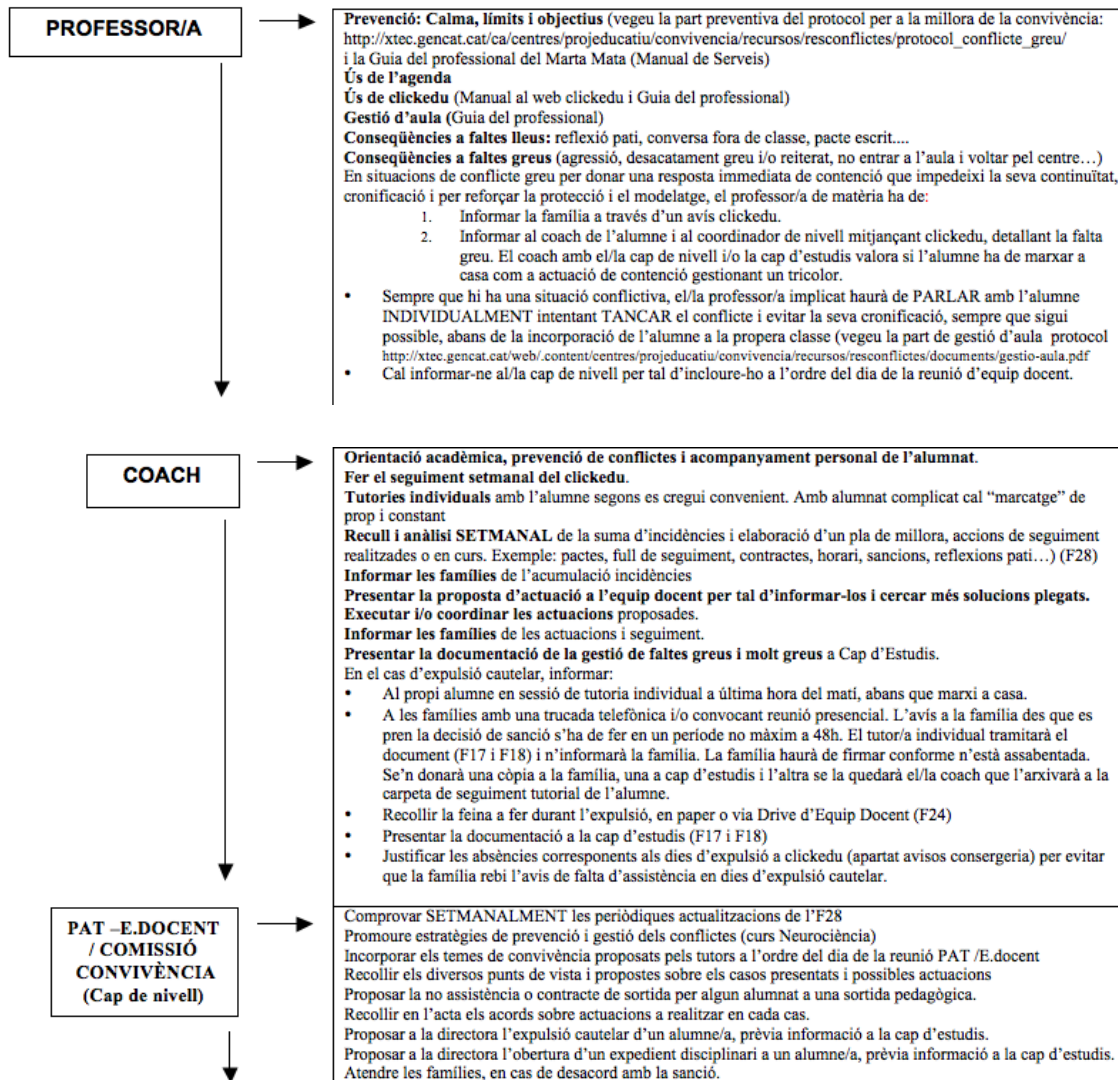 PROFESSOR/A
Prevenció: Calma, límits i objectius (vegeu la part preventiva del protocol per a la millora de la convivència:
http://xtec.gencat.cat/ca/centres/projeducatiu/convivencia/recursos/resconflictes/protocol_conflicte_greu/
i la Guia del professional del Marta Mata (Manual de Serveis)
Ús de l'agenda
Ús de clickedu (Manual al web clickedu i Guia del professional)
Gestió d'aula (Guia del professional)
Conseqüències a faltes lleus: reflexió pati, conversa fora de classe, pacte escrit....
Conseqüències a faltes greus (agressió, desacatament greu i/o reiterat, no entrar a l'aula i voltar pel centre…)
En situacions de conflicte greu per donar una resposta immediata de contenció que impedeixi la seva continuïtat,
cronificació i per reforçar la protecció i el modelatge, el professor/a de matèria ha de:
1. Informar la família a través d'un avís clickedu.
2. Informar al coach de l'alumne i al coordinador de nivell mitjançant clickedu, detallant la falta
greu. El coach amb el/la cap de nivell i/o la cap d'estudis valora si l'alumne ha de marxar a
casa com a actuació de contenció gestionant un tricolor.
• Sempre que hi ha una situació conflictiva, el/la professor/a implicat haurà de PARLAR amb l'alumne
INDIVIDUALMENT intentant TANCAR el conflicte i evitar la seva cronificació, sempre que sigui
possible, abans de la incorporació de l'alumne a la propera classe (vegeu la part de gestió d'aula protocol
http://xtec.gencat.cat/web/.content/centres/projeducatiu/convivencia/recursos/resconflictes/documents/gestio-aula.pdf
• Cal informar-ne al/la cap de nivell per tal d'incloure-ho a l'ordre del dia de la reunió d'equip docent.
COACH
Orientació acadèmica, prevenció de conflictes i acompanyament personal de l'alumnat.
Fer el seguiment setmanal del clickedu.
Tutories individuals amb l'alumne segons es cregui convenient. Amb alumnat complicat cal "marcatge" de
prop i constant
Recull i anàlisi SETMANAL de la suma d'incidències i elaboració d'un pla de millora, accions de seguiment
realitzades o en curs. Exemple: pactes, full de seguiment, contractes, horari, sancions, reflexions pati…) (F28)
Informar les famílies de l'acumulació incidències
Presentar la proposta d'actuació a l'equip docent per tal d'informar-los i cercar més solucions plegats.
Executar i/o coordinar les actuacions proposades.
Informar les famílies de les actuacions i seguiment.
Presentar la documentació de la gestió de faltes greus i molt greus a Cap d'Estudis.
En el cas d'expulsió cautelar, informar:
• Al propi alumne en sessió de tutoria individual a última hora del matí, abans que marxi a casa.
• A les famílies amb una trucada telefònica i/o convocant reunió presencial. L'avís a la família des que es
pren la decisió de sanció s'ha de fer en un període no màxim a 48h. El tutor/a individual tramitarà el
document (F17 i F18) i n'informarà la família. La família haurà de firmar conforme n'està assabentada.
Se'n donarà una còpia a la família, una a cap d'estudis i l'altra se la quedarà el/la coach que l'arxivarà a la
carpeta de seguiment tutorial de l'alumne.
• Recollir la feina a fer durant l'expulsió, en paper o via Drive d'Equip Docent (F24)
• Presentar la documentació a la cap d'estudis (F17 i F18)
• Justificar les absències corresponents als dies d'expulsió a clickedu (apartat avisos consergeria) per evitar
que la família rebi l'avis de falta d'assistència en dies d'expulsió cautelar.
PAT –E.DOCENT
/ COMISSIÓ
CONVIVÈNCIA
(Cap de nivell)
Comprovar SETMANALMENT les periòdiques actualitzacions de l'F28
Promoure estratègies de prevenció i gestió dels conflictes (curs Neurociència)
Incorporar els temes de convivència proposats pels tutors a l'ordre del dia de la reunió PAT /E.docent
Recollir els diversos punts de vista i propostes sobre els casos presentats i possibles actuacions
Proposar la no assistència o contracte de sortida per algun alumnat a una sortida pedagògica.
Recollir en l'acta els acords sobre actuacions a realitzar en cada cas.
Proposar a la directora l'expulsió cautelar d'un alumne/a, prèvia informació a la cap d'estudis.
Proposar a la directora l'obertura d'un expedient disciplinari a un alumne/a, prèvia informació a la cap d'estudis.
Atendre les famílies, en cas de desacord amb la sanció.